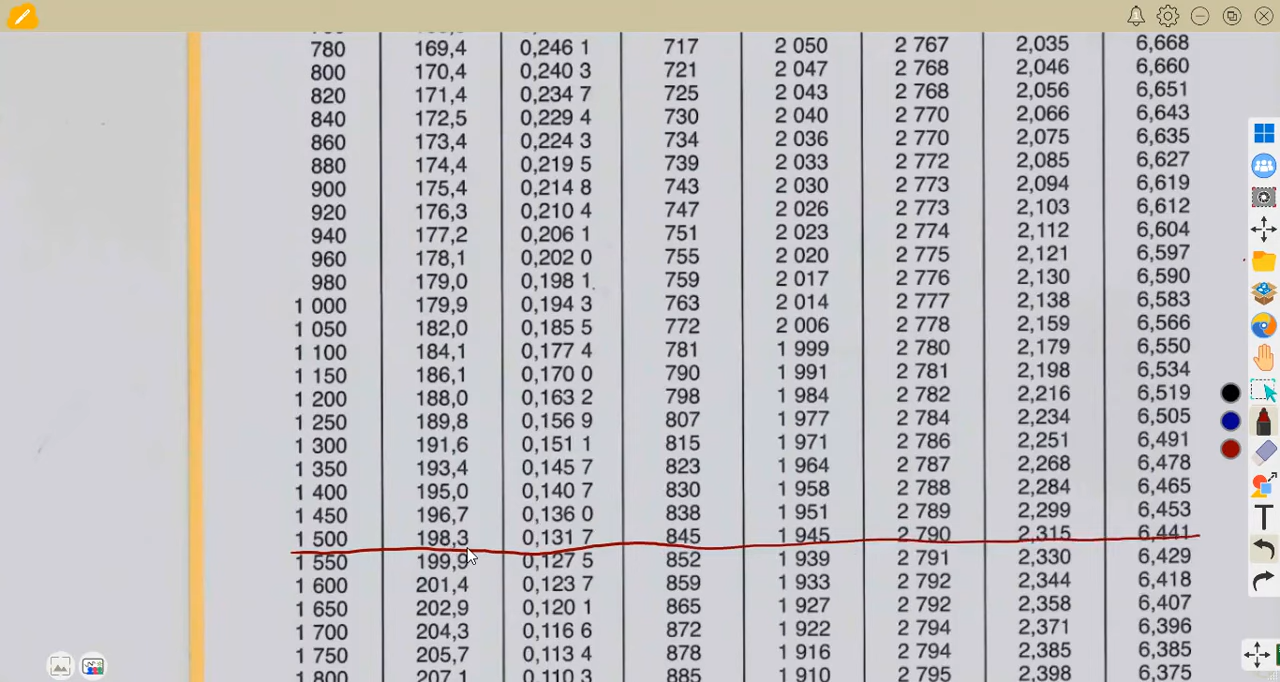 780 169,4 0,246 1 717 2 050 2 767 2,035 6,668
800 170,4 0,240 3 721 2 047 2 768 2,046 6,660
820 171,4 0,234 7 725 2 043 2 768 2,056 6,651
840 172,5 0,229 4 730 2 040 2 770 2,066 6,643
860 173,4 0,224 3 734 2 036 2 770 2,075 6,635
880 174,4 0,219 5 739 2 033 2 772 2,085 6,627
900 175,4 0,214 8 743 2 030 2 773 2,094 6,619
920 176,3 0,210 4 747 2 026 2 773 2,103 6,612
940 177,2 0,206 1 751 2 023 2 774 2,112 6,604
960 178,1 0,202 0 755 2 020 2 775 2,121 6,597
980 179,0 0,198 1 759 2 017 2 776 2,130 6,590
1 000 179,9 0,194 3 763 2 014 2 777 2,138 6,583
1 050 182,0 0,185 5 772 2 006 2 778 2,159 6,566
1 100 184,1 0,177 4 781 1 999 2 780 2,179 6,550
1 150 186,1 0,170 0 790 1 991 2 781 2,198 6,534
1 200 188,0 0,163 2 798 1 984 2 782 2,216 6,519
1 250 189,8 0,156 9 807 1 977 2 784 2,234 6,505
1 300 191,6 0,151 1 815 1 971 2 786 2,251 6,491
1 350 193,4 0,145 7 823 1 964 2 787 2,268 6,478
1 400 195,0 0,140 7 830 1 958 2 788 2,284 6,465
1 450 196,7 0,136 0 838 1 951 2 789 2,299 6,453
1 500 198,3 0,131 7 845 1 945 2 790 2,315 6,441
1 550 199,9 0,127 5 852 1 939 2 791 2,330 6,429
1 600 201,4 0,123 7 859 1 933 2 792 2,344 6,418
1 650 202,9 0,120 1 865 1 927 2 792 2,358 6,407
1 700 204,3 0,116 6 872 1 922 2 794 2,371 6,396
1 750 205,7 0,113 4 878 1 916 2 794 2,385 6,385
1 800 207,1 0,110 3 885 1 910 2 795 2,398 6,375